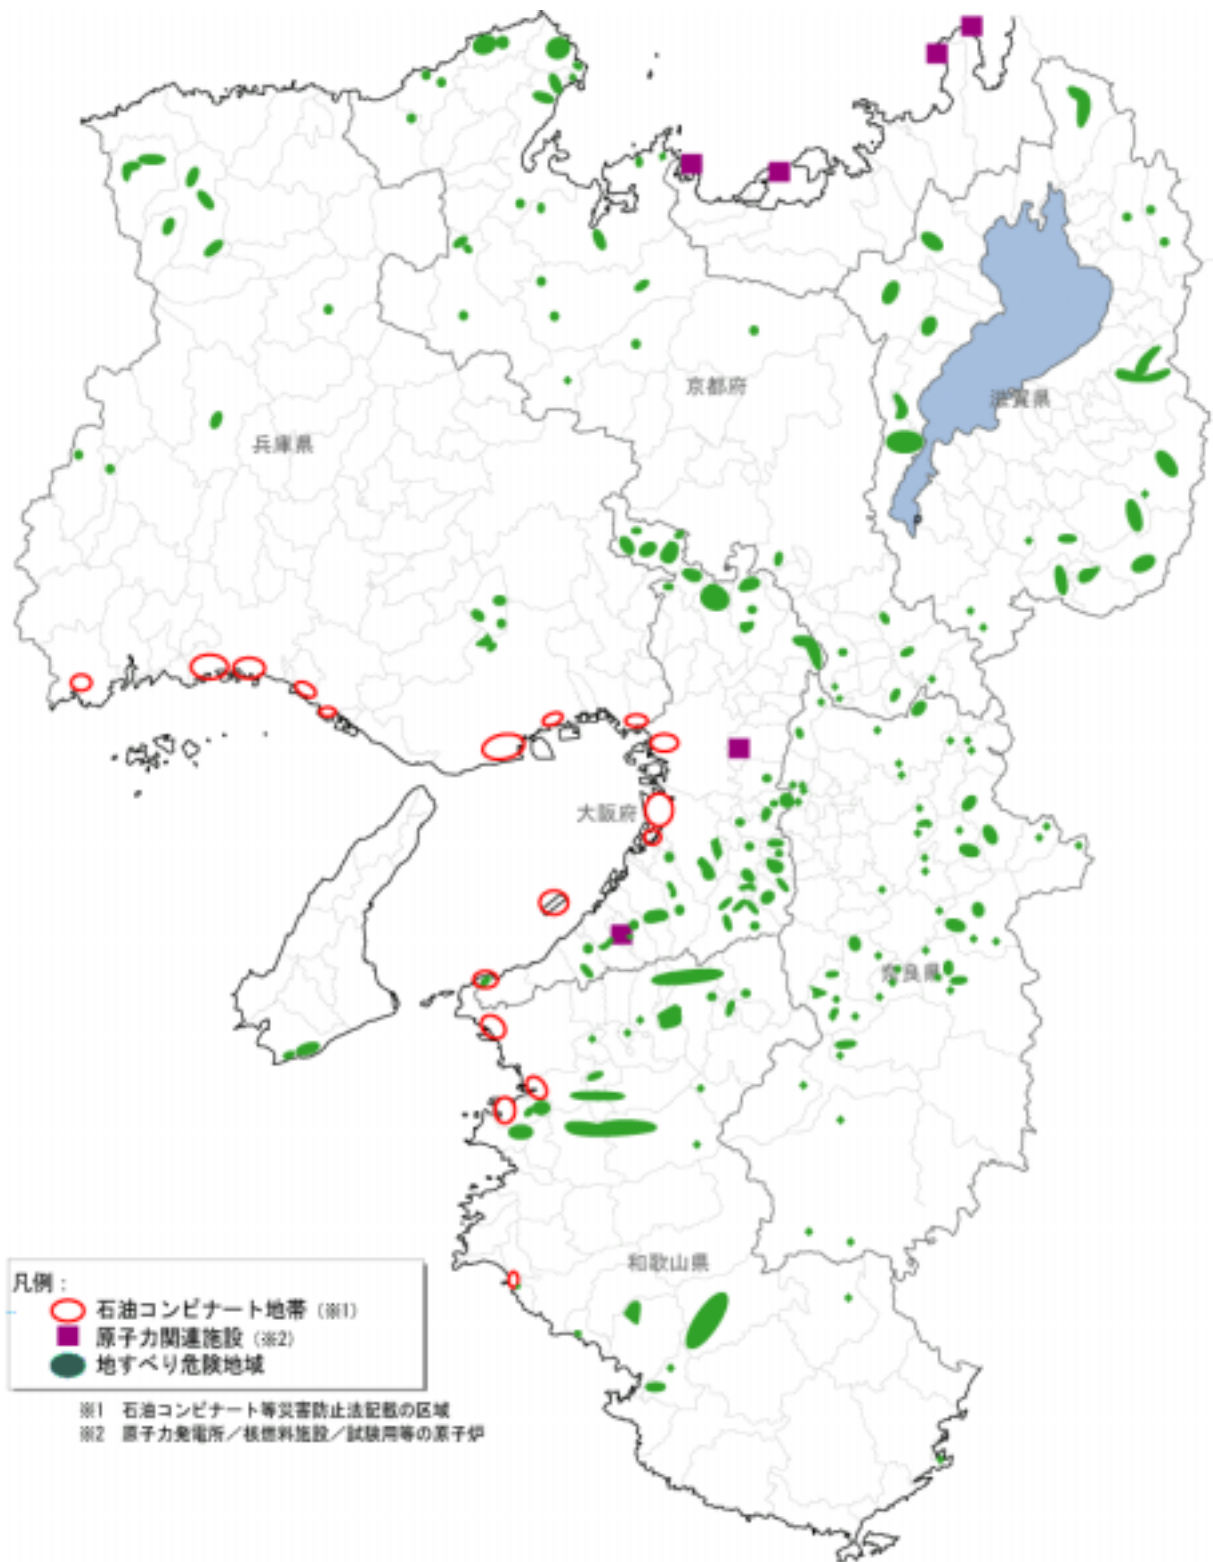 京都府
滋賀県
兵庫県
大阪府
奈良県
和歌山県
凡例：
石油コンビナート地帯（※1）
原子力関連施設（※2）
地すべり危険地域
※1 石油コンビナート等災害防止法記載の区域
※2 原子力発電所／核燃料施設／試験用等の原子炉